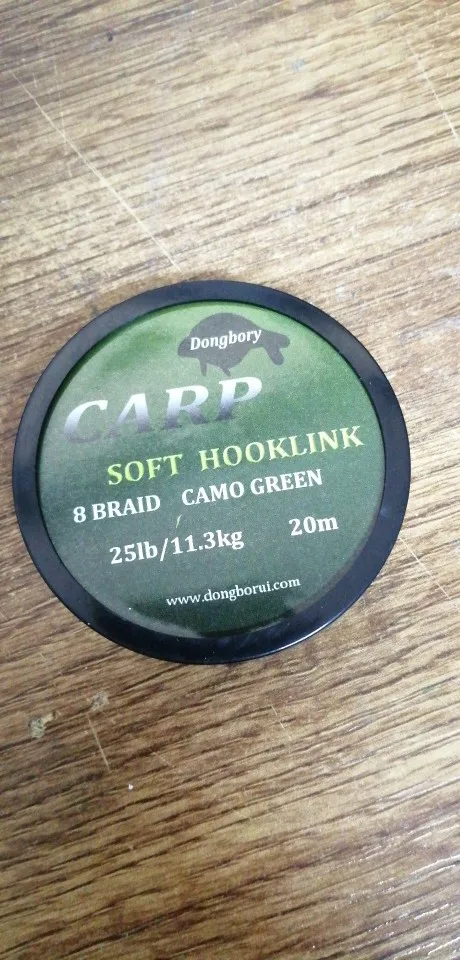 Dongbory
CARP
SOFT HOOKLINK
8 BRAID CAMO GREEN
25lb/11.3kg 20m
www.dongborui.com